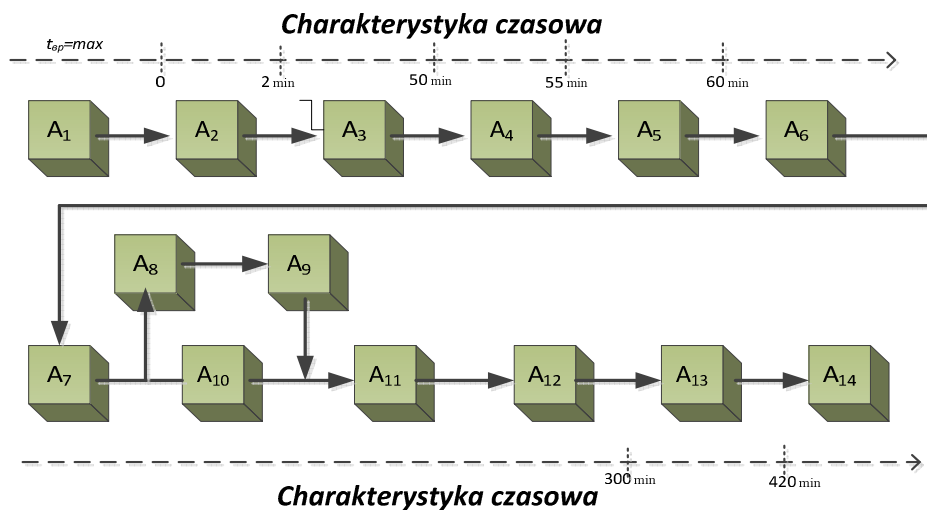 Charakterystyka czasowa
tвр=max
0
2 min
50 min
55 min
60 min
A1
A2
A3
A4
A5
A6
A8
A9
A7
A10
A11
A12
A13
A14
300 min
420 min
Charakterystyka czasowa